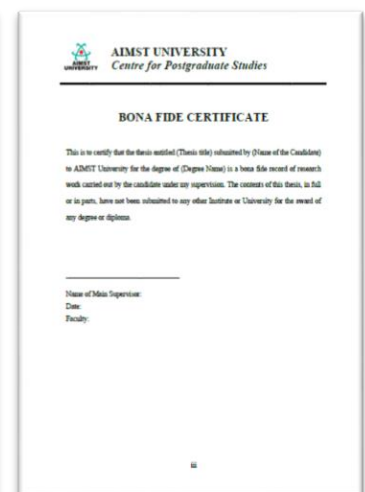 AIMST UNIVERSITY
Centre for Postgraduate Studies
AIMST
UNIVERSITY
BONA FIDE CERTIFICATE
This is to certify that the thesis entitled (Thesis title) submitted by (Name of the Candidate)
to AIMST University for the degree of (Degree Name) is a bona fide record of research
work carried out by the candidate under my supervision. The contents of this thesis, in full
or in parts, have not been submitted to any other Institute or University for the award of
any degree or diploma.
Name of Main Supervisor:
Date:
Faculty:
iii